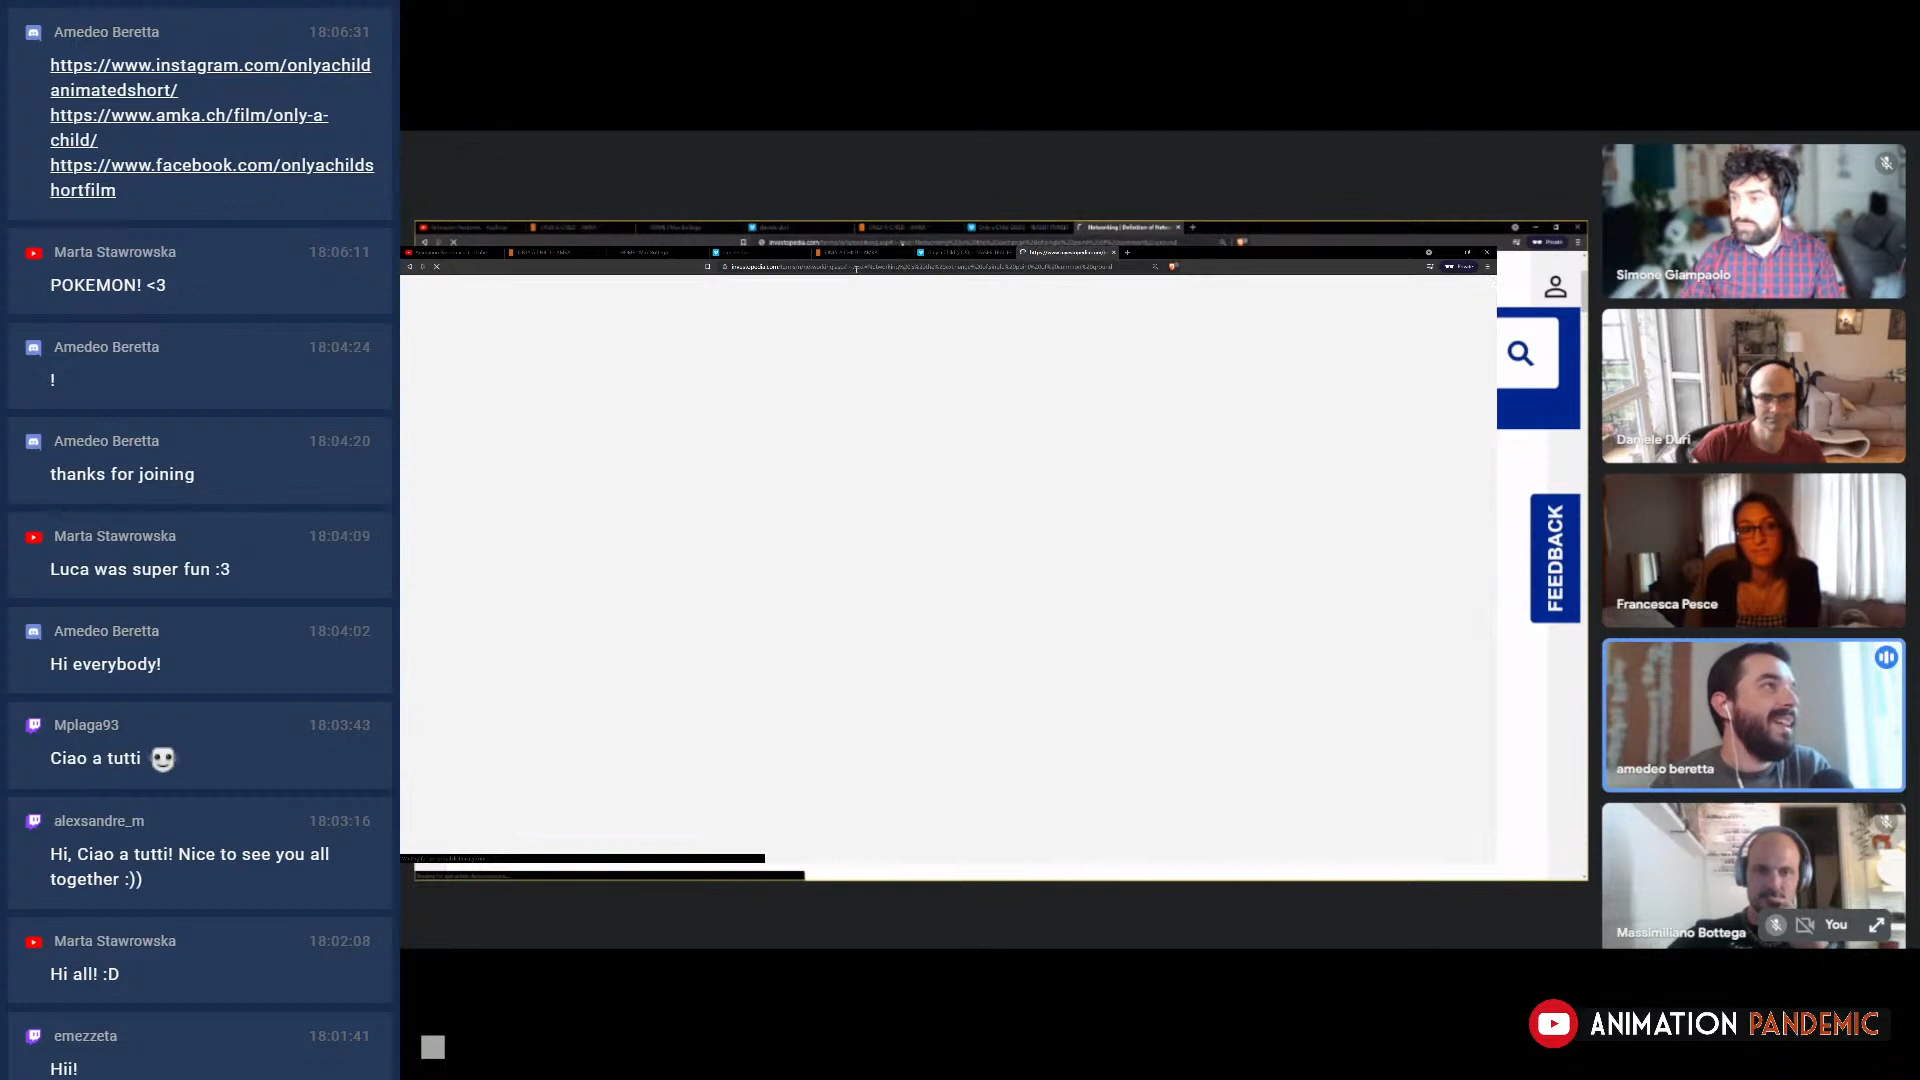 Amedeo Beretta 18:06:31
https://www.instagram.com/onlyachild
animatedshort/
https://www.amka.ch/film/only-a-
child/
https://www.facebook.com/onlyachilds
hortfilm
Marta Stawrowska 18:06:11
POKEMON! <3
Amedeo Beretta 18:04:24
!
Amedeo Beretta 18:04:20
thanks for joining
Marta Stawrowska 18:04:09
Luca was super fun :3
Amedeo Beretta 18:04:02
Hi everybody!
Mplaga93 18:03:43
Ciao a tutti
alexsandre_m 18:03:16
Hi, Ciao a tutti! Nice to see you all
together :))
Marta Stawrowska 18:02:08
Hi all! :D
emezzeta 18:01:41
Hii!
Private
Private
FEEDBACK
Simone Giampaolo
Daniele Duri
Francesca Pesce
amedeo beretta
Massimiliano Bottega
You
ANIMATION PANDEMIC